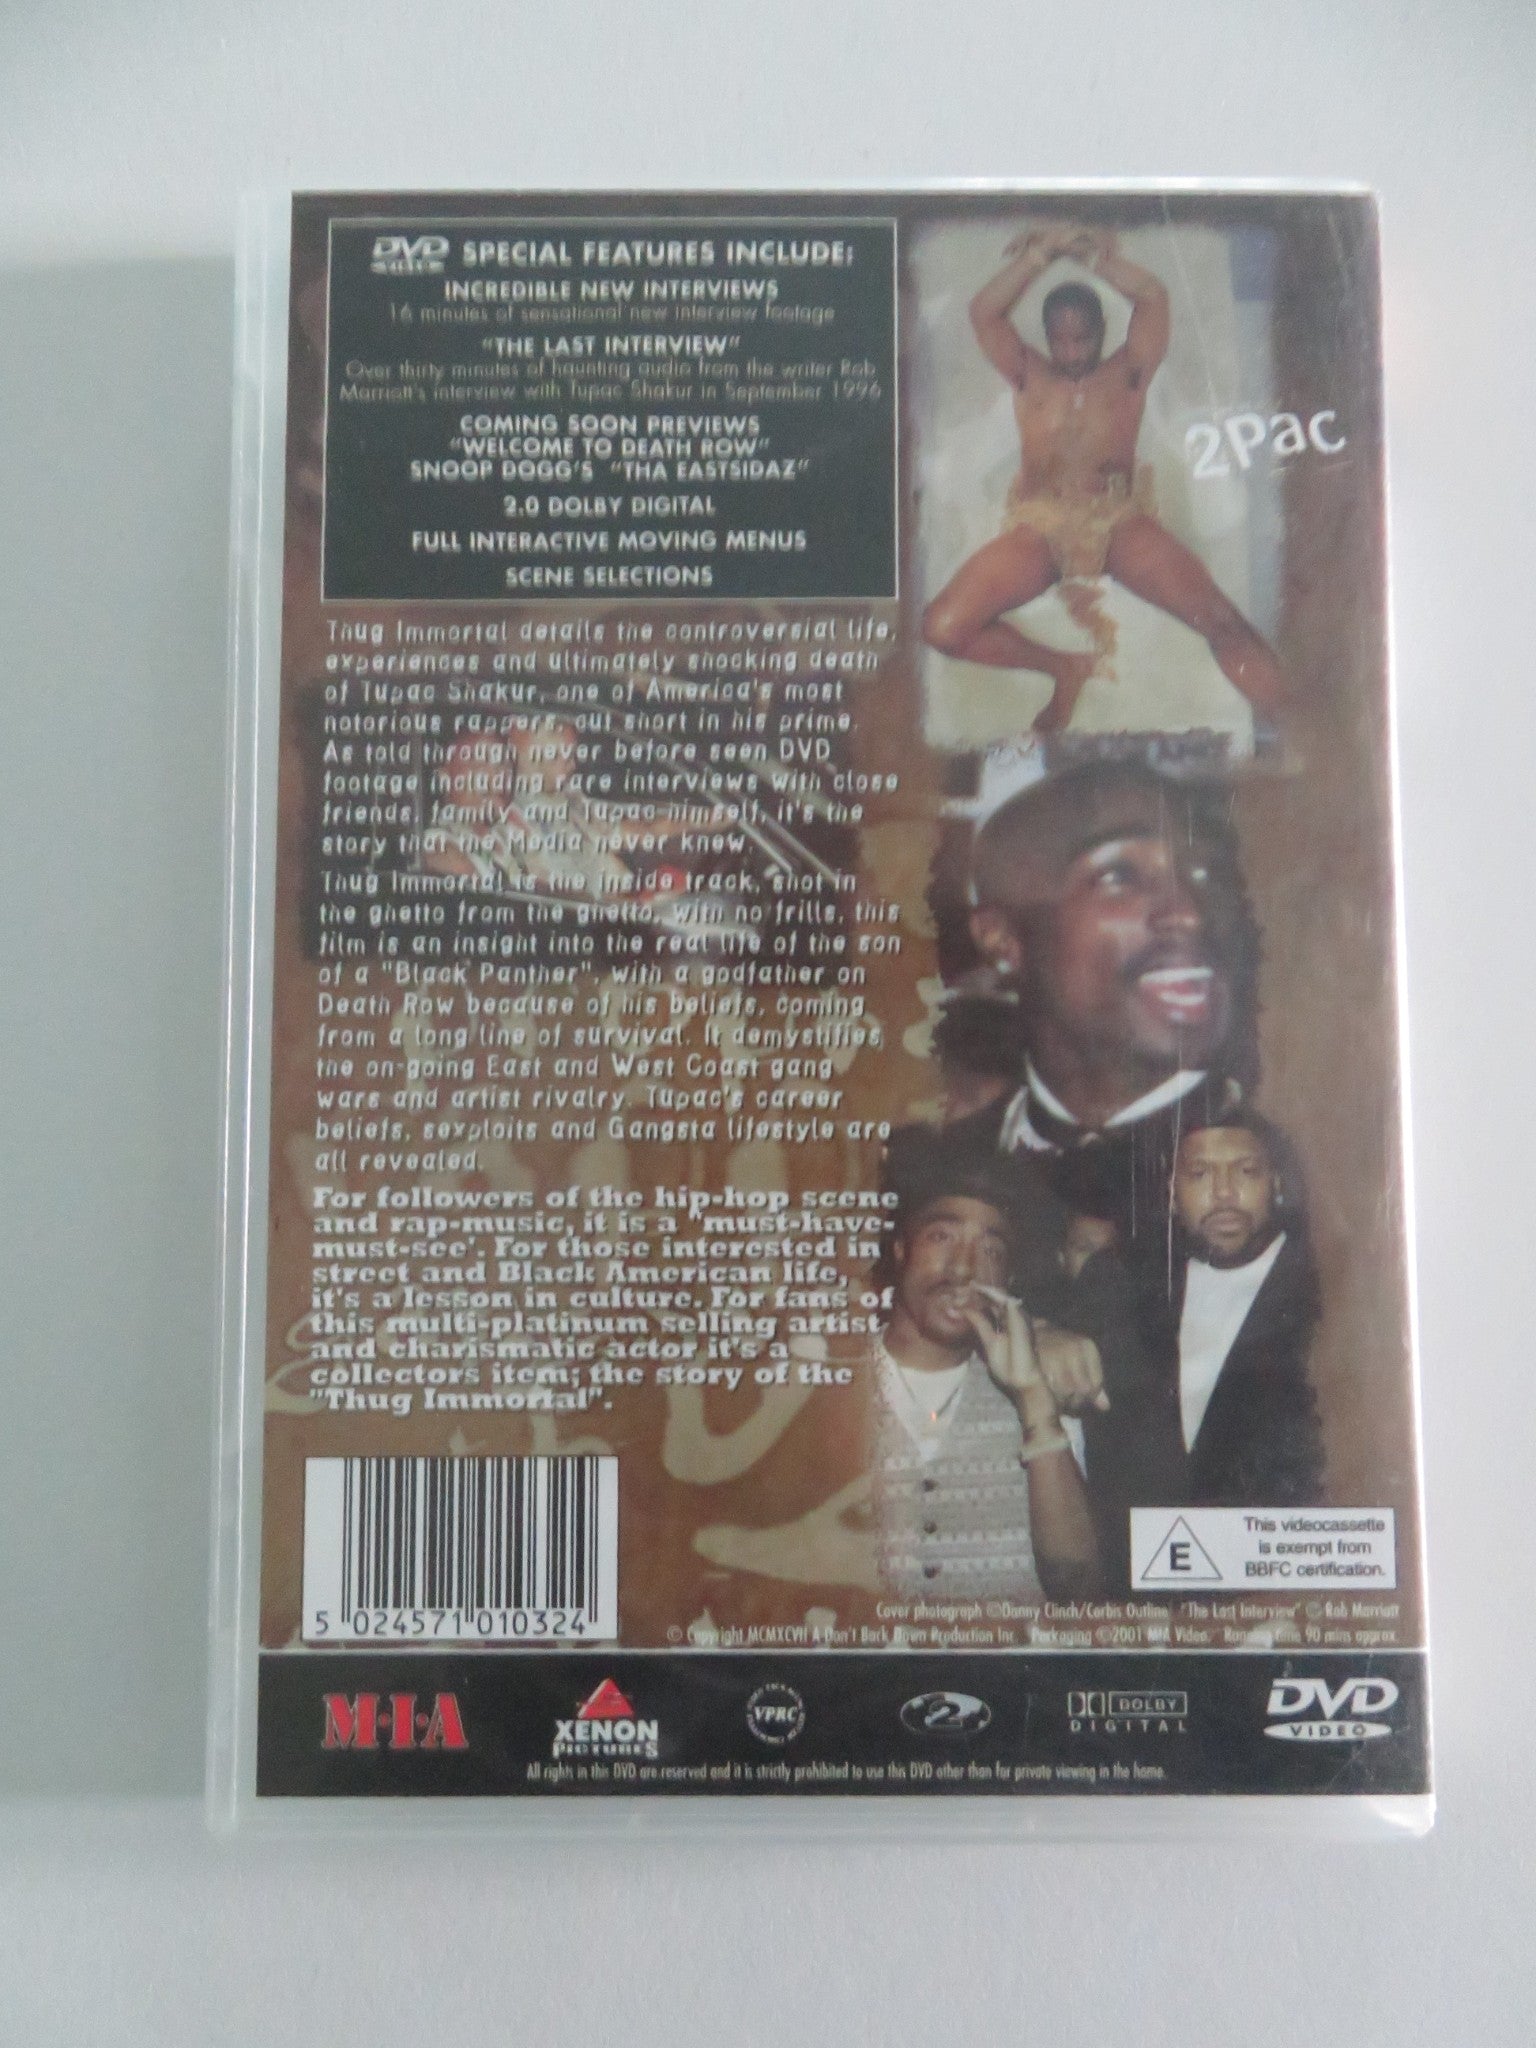 DVD VIDEO SPECIAL FEATURES INCLUDE:
INCREDIBLE NEW INTERVIEWS
16 minutes of sensational new interview footage
"THE LAST INTERVIEW"
Over thirty minutes of haunting audio from the writer Rob
Marriott's interview with Tupac Shakur in September 1996
COMING SOON PREVIEWS
"WELCOME TO DEATH ROW"
SNOOP DOGG'S "THA EASTSIDAZ"
2.0 DOLBY DIGITAL
FULL INTERACTIVE MOVING MENUS
SCENE SELECTIONS
2Pac
Thug Immortal details the controversial life,
experiences and ultimately shocking death
of Tupac Shakur, one of America's most
notorious rappers, cut short in his prime.
As told through never before seen DVD
footage including rare interviews with close
friends, family and Tupac himself, it's the
story that the Media never knew.
Thug Immortal is the inside track, shot in
the ghetto from the ghetto, with no frills, this
film is an insight into the real life of the son
of a "Black Panther", with a godfather on
Death Row because of his beliefs, coming
from a long line of survival. It demystifies
the on-going East and West Coast gang
wars and artist rivalry. Tupac's career
beliefs, sexploits and Gangsta lifestyle are
all revealed.
For followers of the hip-hop scene
and rap-music, it is a "must-have-
must-see'. For those interested in
street and Black American life,
it's a lesson in culture. For fans of
this multi-platinum selling artist
and charismatic actor it's a
collectors item; the story of the
"Thug Immortal".
E
This videocassette
is exempt from
BBFC certification.
5 024571 010324
Cover photograph ©Danny Clinch/Corbis Outline "The Last Interview" © Rob Marriott
© Copyright MCMXCVII A Don't Back Down Production Inc. Packaging ©2001 MIA Video. Running time 90 mins approx.
M·I·A
XENON
PICTURES
VPRC
2
DOLBY
DIGITAL
DVD
VIDEO
All rights in this DVD are reserved and it is strictly prohibited to use this DVD other than for private viewing in the home.